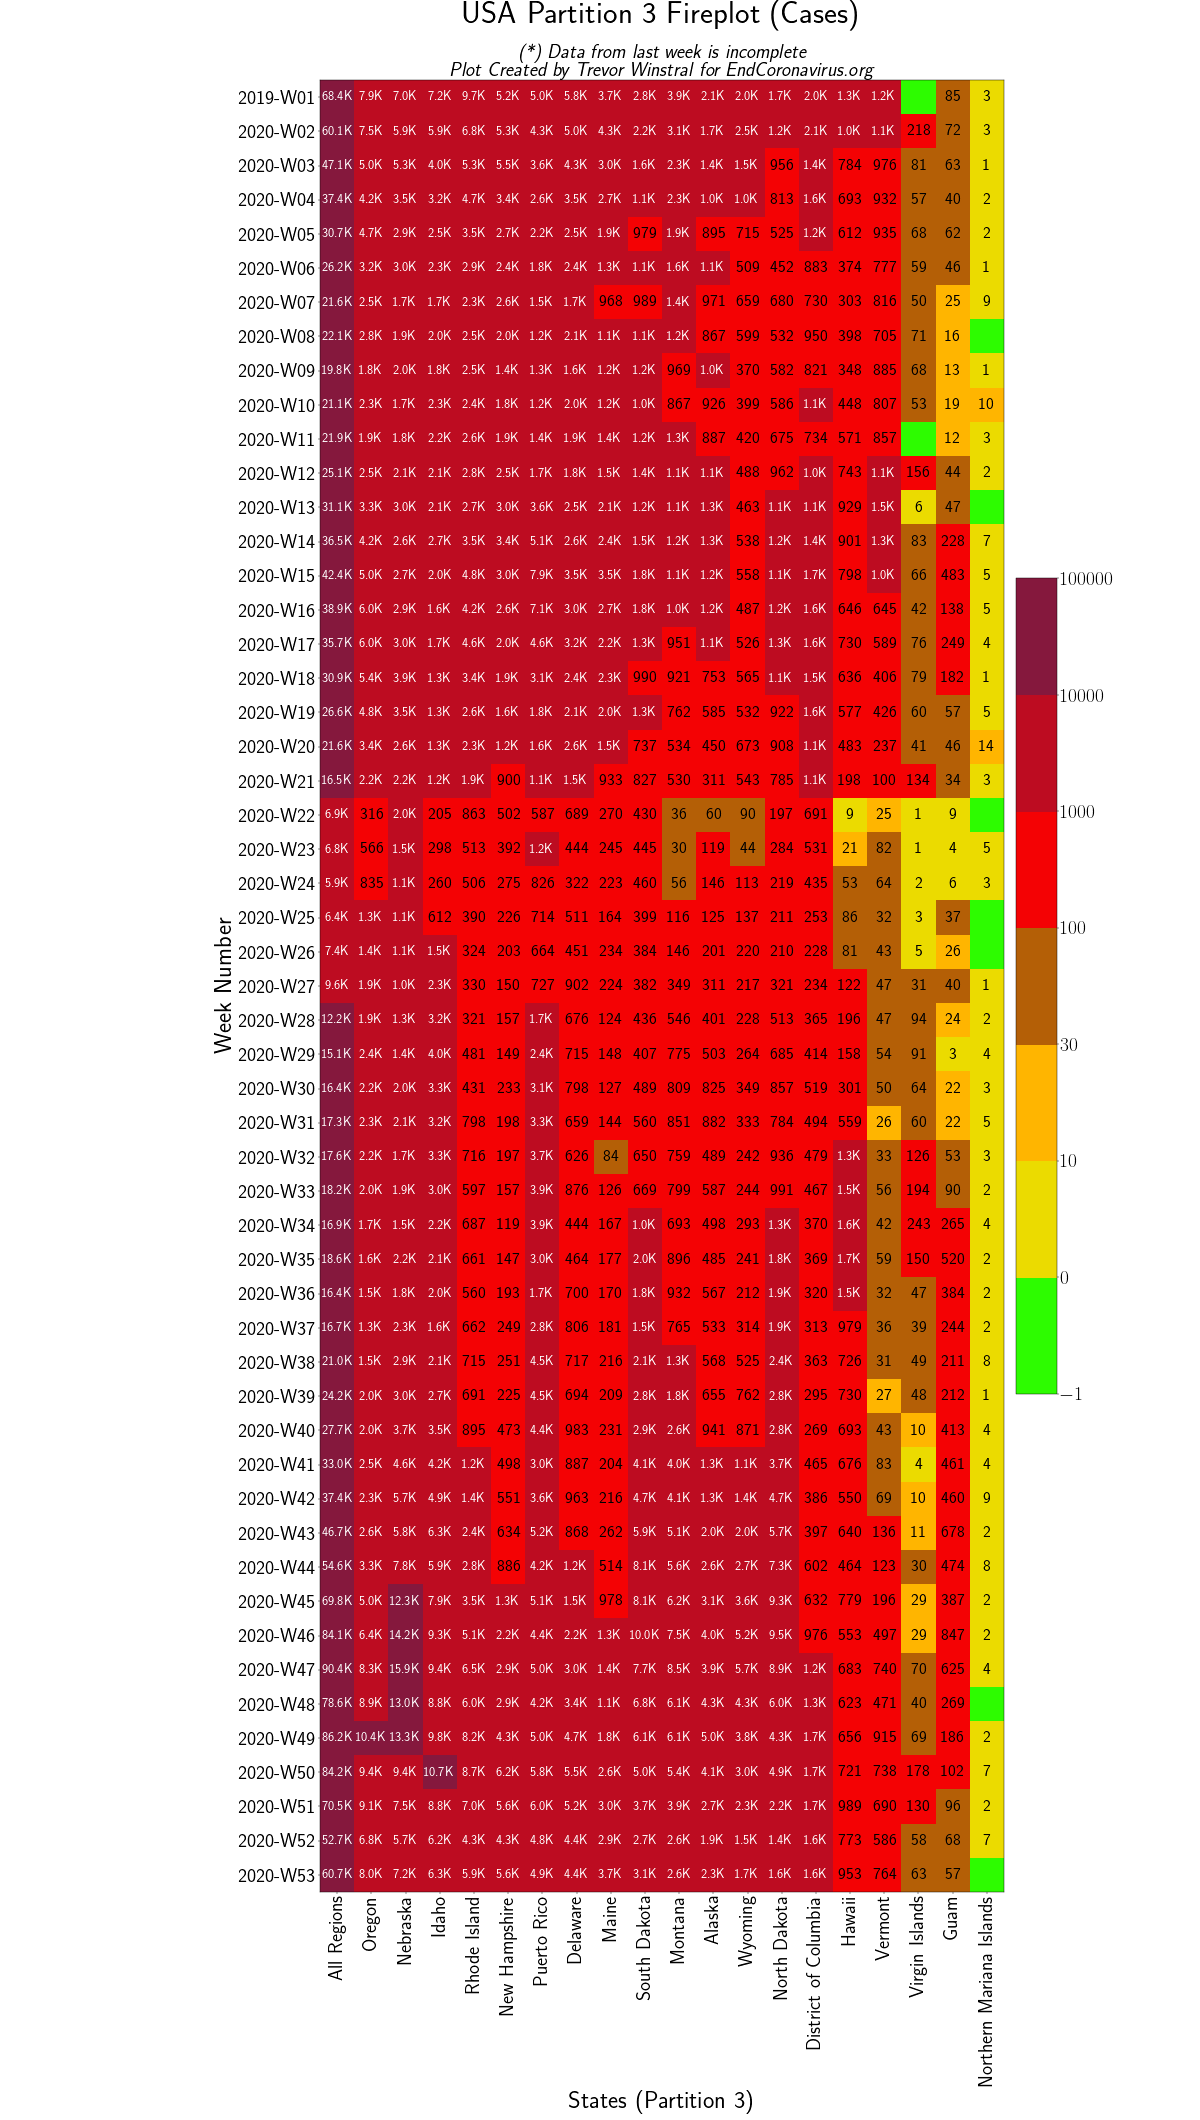 USA Partition 3 Fireplot (Cases)
(*) Data from last week is incomplete
Plot Created by Trevor Winstral for EndCoronavirus.org
2019-W01 68.4K 7.9K 7.0K 7.2K 9.7K 5.2K 5.0K 5.8K 3.7K 2.8K 3.9K 2.1K 2.0K 1.7K 2.0K 1.3K 1.2K 85 3
2020-W02 60.1K 7.5K 5.9K 5.9K 6.8K 5.3K 4.3K 5.0K 4.3K 2.2K 3.1K 1.7K 2.5K 1.2K 2.1K 1.0K 1.1K 218 72 3
2020-W03 47.1K 5.0K 5.3K 4.0K 5.3K 5.5K 3.6K 4.3K 3.0K 1.6K 2.3K 1.4K 1.5K 956 1.4K 784 976 81 63 1
2020-W04 37.4K 4.2K 3.5K 3.2K 4.7K 3.4K 2.6K 3.5K 2.7K 1.1K 2.3K 1.0K 1.0K 813 1.6K 693 932 57 40 2
2020-W05 30.7K 4.7K 2.9K 2.5K 3.5K 2.7K 2.2K 2.5K 1.9K 979 1.9K 895 715 525 1.2K 612 935 68 62 2
2020-W06 26.2K 3.2K 3.0K 2.3K 2.9K 2.4K 1.8K 2.4K 1.3K 1.1K 1.6K 1.1K 509 452 883 374 777 59 46 1
2020-W07 21.6K 2.5K 1.7K 1.7K 2.3K 2.6K 1.5K 1.7K 968 989 1.4K 971 659 680 730 303 816 50 25 9
2020-W08 22.1K 2.8K 1.9K 2.0K 2.5K 2.0K 1.2K 2.1K 1.1K 1.1K 1.2K 867 599 532 950 398 705 71 16
2020-W09 19.8K 1.8K 2.0K 1.8K 2.5K 1.4K 1.3K 1.6K 1.2K 1.2K 969 1.0K 370 582 821 348 885 68 13 1
2020-W10 21.1K 2.3K 1.7K 2.3K 2.4K 1.8K 1.2K 2.0K 1.2K 1.0K 867 926 399 586 1.1K 448 807 53 19 10
2020-W11 21.9K 1.9K 1.8K 2.2K 2.6K 1.9K 1.4K 1.9K 1.4K 1.2K 1.3K 887 420 675 734 571 857 12 3
2020-W12 25.1K 2.5K 2.1K 2.1K 2.8K 2.5K 1.7K 1.8K 1.5K 1.4K 1.1K 1.1K 488 962 1.0K 743 1.1K 156 44 2
2020-W13 31.1K 3.3K 3.0K 2.1K 2.7K 3.0K 3.6K 2.5K 2.1K 1.2K 1.1K 1.3K 463 1.1K 1.1K 929 1.5K 6 47
2020-W14 36.5K 4.2K 2.6K 2.7K 3.5K 3.4K 5.1K 2.6K 2.4K 1.5K 1.2K 1.3K 538 1.2K 1.4K 901 1.3K 83 228 7
2020-W15 42.4K 5.0K 2.7K 2.0K 4.8K 3.0K 7.9K 3.5K 3.5K 1.8K 1.1K 1.2K 558 1.1K 1.7K 798 1.0K 66 483 5
2020-W16 38.9K 6.0K 2.9K 1.6K 4.2K 2.6K 7.1K 3.0K 2.7K 1.8K 1.0K 1.2K 487 1.2K 1.6K 646 645 42 138 5
2020-W17 35.7K 6.0K 3.0K 1.7K 4.6K 2.0K 4.6K 3.2K 2.2K 1.3K 951 1.1K 526 1.3K 1.6K 730 589 76 249 4
2020-W18 30.9K 5.4K 3.9K 1.3K 3.4K 1.9K 3.1K 2.4K 2.3K 990 921 753 565 1.1K 1.5K 636 406 79 182 1
2020-W19 26.6K 4.8K 3.5K 1.3K 2.6K 1.6K 1.8K 2.1K 2.0K 1.3K 762 585 532 922 1.6K 577 426 60 57 5
2020-W20 21.6K 3.4K 2.6K 1.3K 2.3K 1.2K 1.6K 2.6K 1.5K 737 534 450 673 908 1.1K 483 237 41 46 14
2020-W21 16.5K 2.2K 2.2K 1.2K 1.9K 900 1.1K 1.5K 933 827 530 311 543 785 1.1K 198 100 134 34 3
2020-W22 6.9K 316 2.0K 205 863 502 587 689 270 430 36 60 90 197 691 9 25 1 9
2020-W23 6.8K 566 1.5K 298 513 392 1.2K 444 245 445 30 119 44 284 531 21 82 1 4 5
2020-W24 5.9K 835 1.1K 260 506 275 826 322 223 460 56 146 113 219 435 53 64 2 6 3
2020-W25 6.4K 1.3K 1.1K 612 390 226 714 511 164 399 116 125 137 211 253 86 32 3 37
2020-W26 7.4K 1.4K 1.1K 1.5K 324 203 664 451 234 384 146 201 220 210 228 81 43 5 26
2020-W27 9.6K 1.9K 1.0K 2.3K 330 150 727 902 224 382 349 311 217 321 234 122 47 31 40 1
2020-W28 12.2K 1.9K 1.3K 3.2K 321 157 1.7K 676 124 436 546 401 228 513 365 196 47 94 24 2
2020-W29 15.1K 2.4K 1.4K 4.0K 481 149 2.4K 715 148 407 775 503 264 685 414 158 54 91 3 4
2020-W30 16.4K 2.2K 2.0K 3.3K 431 233 3.1K 798 127 489 809 825 349 857 519 301 50 64 22 3
2020-W31 17.3K 2.3K 2.1K 3.2K 798 198 3.3K 659 144 560 851 882 333 784 494 559 26 60 22 5
2020-W32 17.6K 2.2K 1.7K 3.3K 716 197 3.7K 626 84 650 759 489 242 936 479 1.3K 33 126 53 3
2020-W33 18.2K 2.0K 1.9K 3.0K 597 157 3.9K 876 126 669 799 587 244 991 467 1.5K 56 194 90 2
2020-W34 16.9K 1.7K 1.5K 2.2K 687 119 3.9K 444 167 1.0K 693 498 293 1.3K 370 1.6K 42 243 265 4
2020-W35 18.6K 1.6K 2.2K 2.1K 661 147 3.0K 464 177 2.0K 896 485 241 1.8K 369 1.7K 59 150 520 2
2020-W36 16.4K 1.5K 1.8K 2.0K 560 193 1.7K 700 170 1.8K 932 567 212 1.9K 320 1.5K 32 47 384 2
2020-W37 16.7K 1.3K 2.3K 1.6K 662 249 2.8K 806 181 1.5K 765 533 314 1.9K 313 979 36 39 244 2
2020-W38 21.0K 1.5K 2.9K 2.1K 715 251 4.5K 717 216 2.1K 1.3K 568 525 2.4K 363 726 31 49 211 8
2020-W39 24.2K 2.0K 3.0K 2.7K 691 225 4.5K 694 209 2.8K 1.8K 655 762 2.8K 295 730 27 48 212 1
2020-W40 27.7K 2.0K 3.7K 3.5K 895 473 4.4K 983 231 2.9K 2.6K 941 871 2.8K 269 693 43 10 413 4
2020-W41 33.0K 2.5K 4.6K 4.2K 1.2K 498 3.0K 887 204 4.1K 4.0K 1.3K 1.1K 3.7K 465 676 83 4 461 4
2020-W42 37.4K 2.3K 5.7K 4.9K 1.4K 551 3.6K 963 216 4.7K 4.1K 1.3K 1.4K 4.7K 386 550 69 10 460 9
2020-W43 46.7K 2.6K 5.8K 6.3K 2.4K 634 5.2K 868 262 5.9K 5.1K 2.0K 2.0K 5.7K 397 640 136 11 678 2
2020-W44 54.6K 3.3K 7.8K 5.9K 2.8K 886 4.2K 1.2K 514 8.1K 5.6K 2.6K 2.7K 7.3K 602 464 123 30 474 8
2020-W45 69.8K 5.0K 12.3K 7.9K 3.5K 1.3K 5.1K 1.5K 978 8.1K 6.2K 3.1K 3.6K 9.3K 632 779 196 29 387 2
2020-W46 84.1K 6.4K 14.2K 9.3K 5.1K 2.2K 4.4K 2.2K 1.3K 10.0K 7.5K 4.0K 5.2K 9.5K 976 553 497 29 847 2
2020-W47 90.4K 8.3K 15.9K 9.4K 6.5K 2.9K 5.0K 3.0K 1.4K 7.7K 8.5K 3.9K 5.7K 8.9K 1.2K 683 740 70 625 4
2020-W48 78.6K 8.9K 13.0K 8.8K 6.0K 2.9K 4.2K 3.4K 1.1K 6.8K 6.1K 4.3K 4.3K 6.0K 1.3K 623 471 40 269
2020-W49 86.2K 10.4K 13.3K 9.8K 8.2K 4.3K 5.0K 4.7K 1.8K 6.1K 6.1K 5.0K 3.8K 4.3K 1.7K 656 915 69 186 2
2020-W50 84.2K 9.4K 9.4K 10.7K 8.7K 6.2K 5.8K 5.5K 2.6K 5.0K 5.4K 4.1K 3.0K 4.9K 1.7K 721 738 178 102 7
2020-W51 70.5K 9.1K 7.5K 8.8K 7.0K 5.6K 6.0K 5.2K 3.0K 3.7K 3.9K 2.7K 2.3K 2.2K 1.7K 989 690 130 96 2
2020-W52 52.7K 6.8K 5.7K 6.2K 4.3K 4.3K 4.8K 4.4K 2.9K 2.7K 2.6K 1.9K 1.5K 1.4K 1.6K 773 586 58 68 7
2020-W53 60.7K 8.0K 7.2K 6.3K 5.9K 5.6K 4.9K 4.4K 3.7K 3.1K 2.6K 2.3K 1.7K 1.6K 1.6K 953 764 63 57
Week Number
All Regions
Oregon
Nebraska
Idaho
Rhode Island
New Hampshire
Puerto Rico
Delaware
Maine
South Dakota
Montana
Alaska
Wyoming
North Dakota
District of Columbia
Hawaii
Vermont
Virgin Islands
Guam
Northern Mariana Islands
States (Partition 3)
100000
10000
1000
100
30
10
0
−1